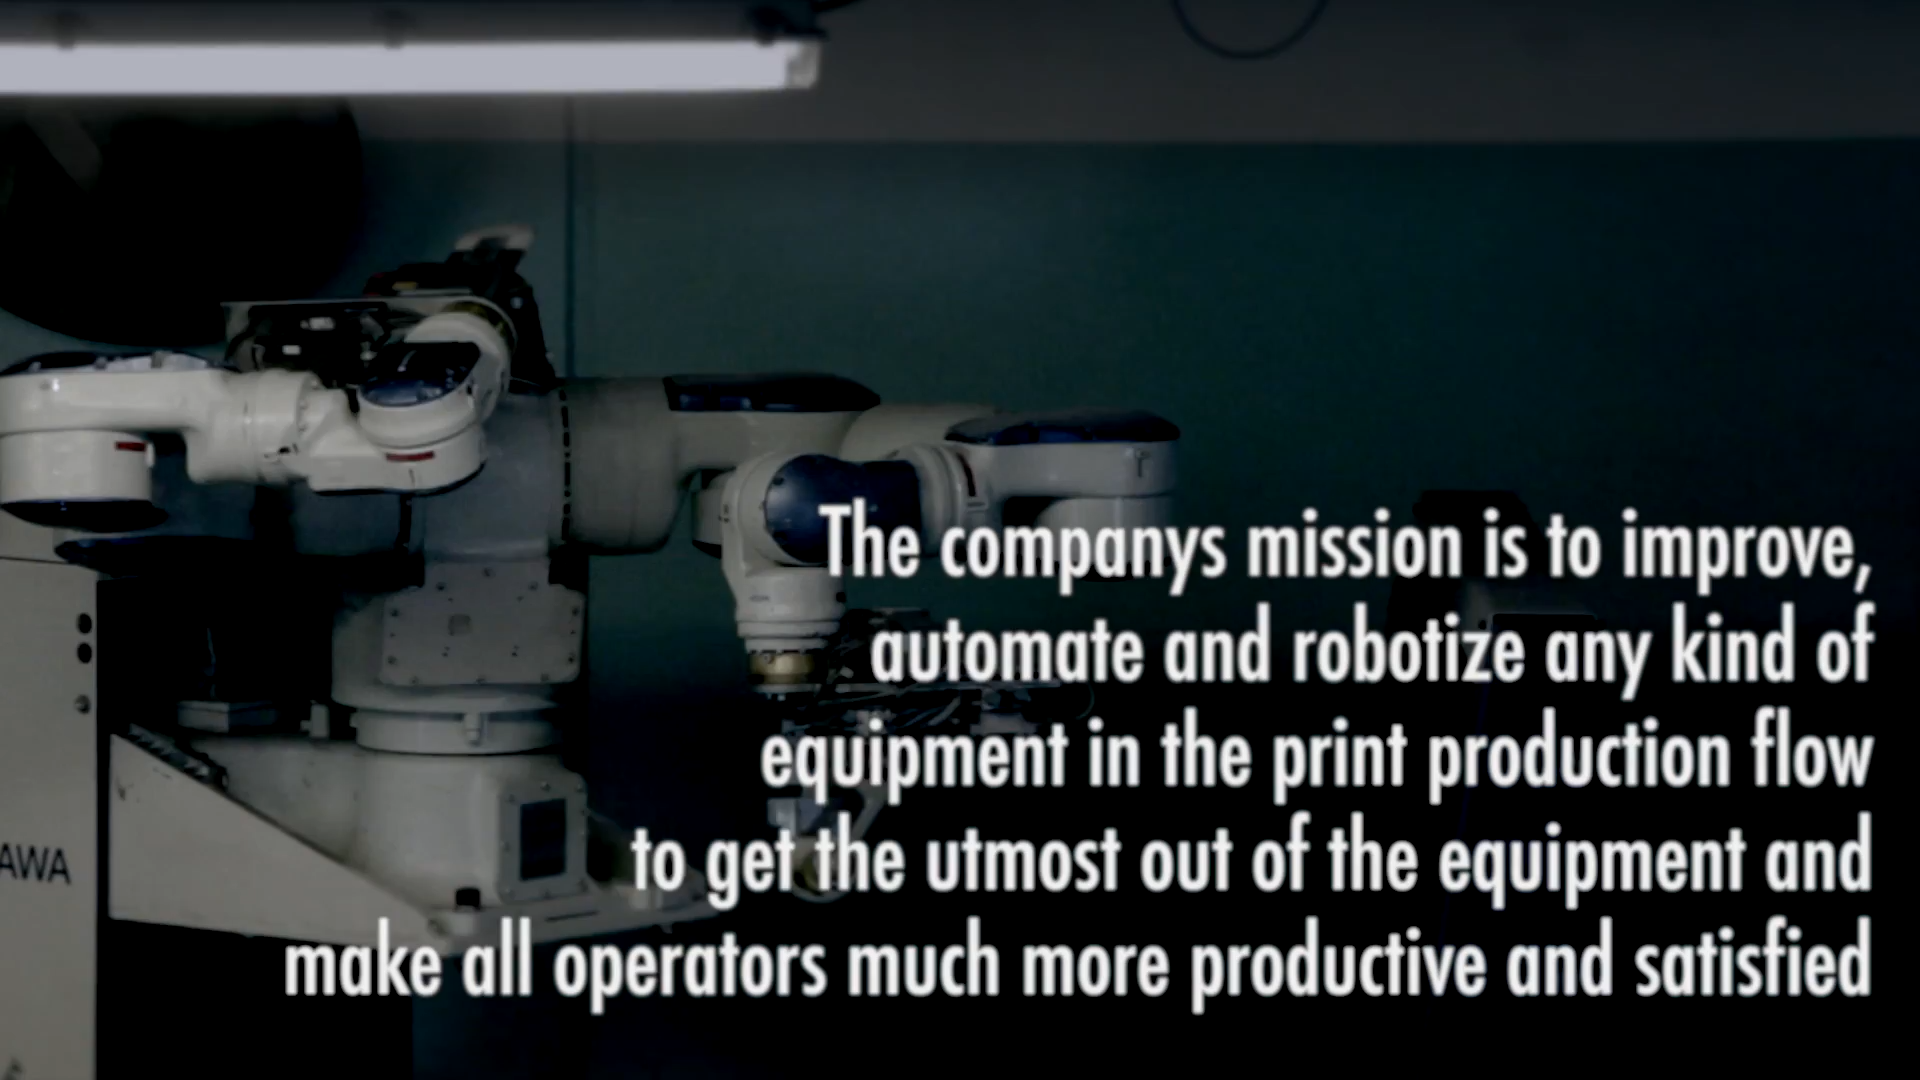 The companys mission is to improve,
automate and robotize any kind of
equipment in the print production flow
to get the utmost out of the equipment and
make all operators much more productive and satisfied
AWA